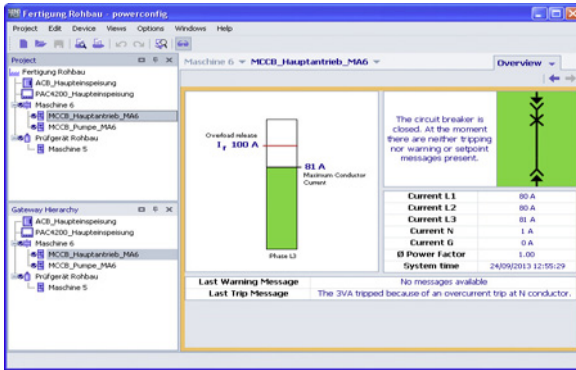 Fertigung Rohbau - powerconfig
Project Edit Device Views Options Windows Help
Project
Fertigung Rohbau
ACB_Haupteinspeisung
PAC4200_Haupteinspeisung
Maschine 6
MCCB_Hauptantrieb_MA6
MCCB_Pumpe_MA6
Prüfgerät Rohbau
Maschine 5
Gateway Hierarchy
ACB_Haupteinspeisung
PAC4200_Haupteinspeisung
Maschine 6
MCCB_Hauptantrieb_MA6
MCCB_Pumpe_MA6
Prüfgerät Rohbau
Maschine 5
Maschine 6 MCCB_Hauptantrieb_MA6
Overview
Overload release
Ir 100 A
81 A
Maximum Conductor
Current
Phase L3
The circuit breaker is
closed. At the moment
there are neither tripping
nor warning or setpoint
messages present.
Current L1 80 A
Current L2 80 A
Current L3 81 A
Current N 1 A
Current G 0 A
Ø Power Factor 1.00
System time 24/09/2013 12:55:29
Last Warning Message No messages available
Last Trip Message The 3VA tripped because of an overcurrent trip at N conductor.